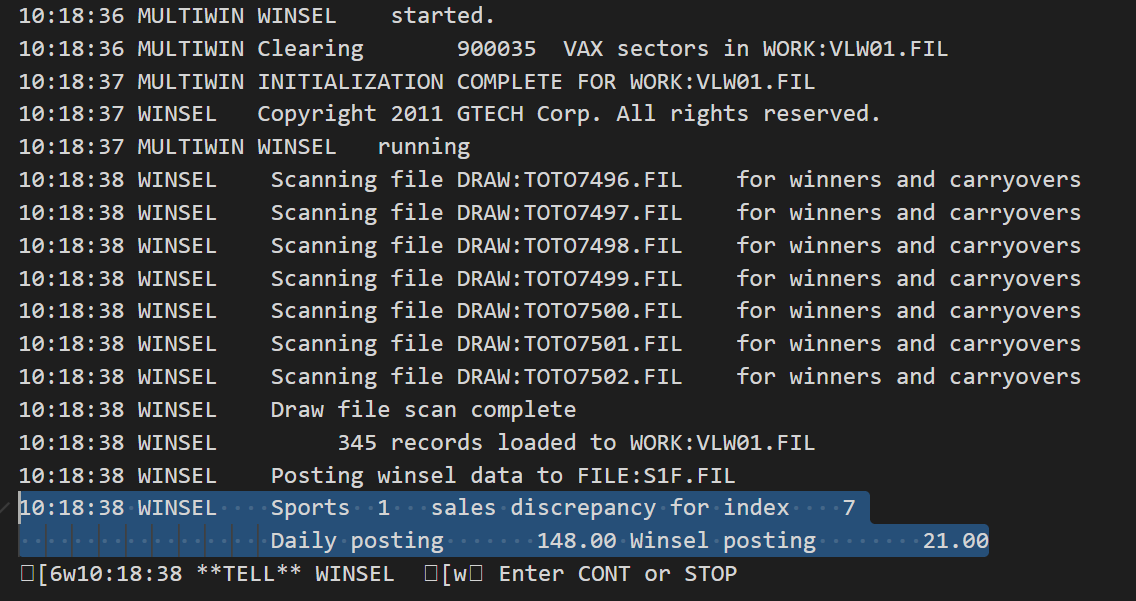 10:18:36 MULTIWIN WINSEL    started.
10:18:36 MULTIWIN Clearing       900035  VAX sectors in WORK:VLW01.FIL
10:18:37 MULTIWIN INITIALIZATION COMPLETE FOR WORK:VLW01.FIL
10:18:37 WINSEL   Copyright 2011 GTECH Corp. All rights reserved.
10:18:37 MULTIWIN WINSEL   running
10:18:38 WINSEL    Scanning file DRAW:TOTO7496.FIL    for winners and carryovers
10:18:38 WINSEL    Scanning file DRAW:TOTO7497.FIL    for winners and carryovers
10:18:38 WINSEL    Scanning file DRAW:TOTO7498.FIL    for winners and carryovers
10:18:38 WINSEL    Scanning file DRAW:TOTO7499.FIL    for winners and carryovers
10:18:38 WINSEL    Scanning file DRAW:TOTO7500.FIL    for winners and carryovers
10:18:38 WINSEL    Scanning file DRAW:TOTO7501.FIL    for winners and carryovers
10:18:38 WINSEL    Scanning file DRAW:TOTO7502.FIL    for winners and carryovers
10:18:38 WINSEL    Draw file scan complete
10:18:38 WINSEL         345 records loaded to WORK:VLW01.FIL
10:18:38 WINSEL    Posting winsel data to FILE:S1F.FIL
10:18:38 WINSEL    Sports  1   sales discrepancy for index    7
                   Daily posting       148.00 Winsel posting        21.00
□[6w10:18:38 **TELL** WINSEL  □[w□ Enter CONT or STOP